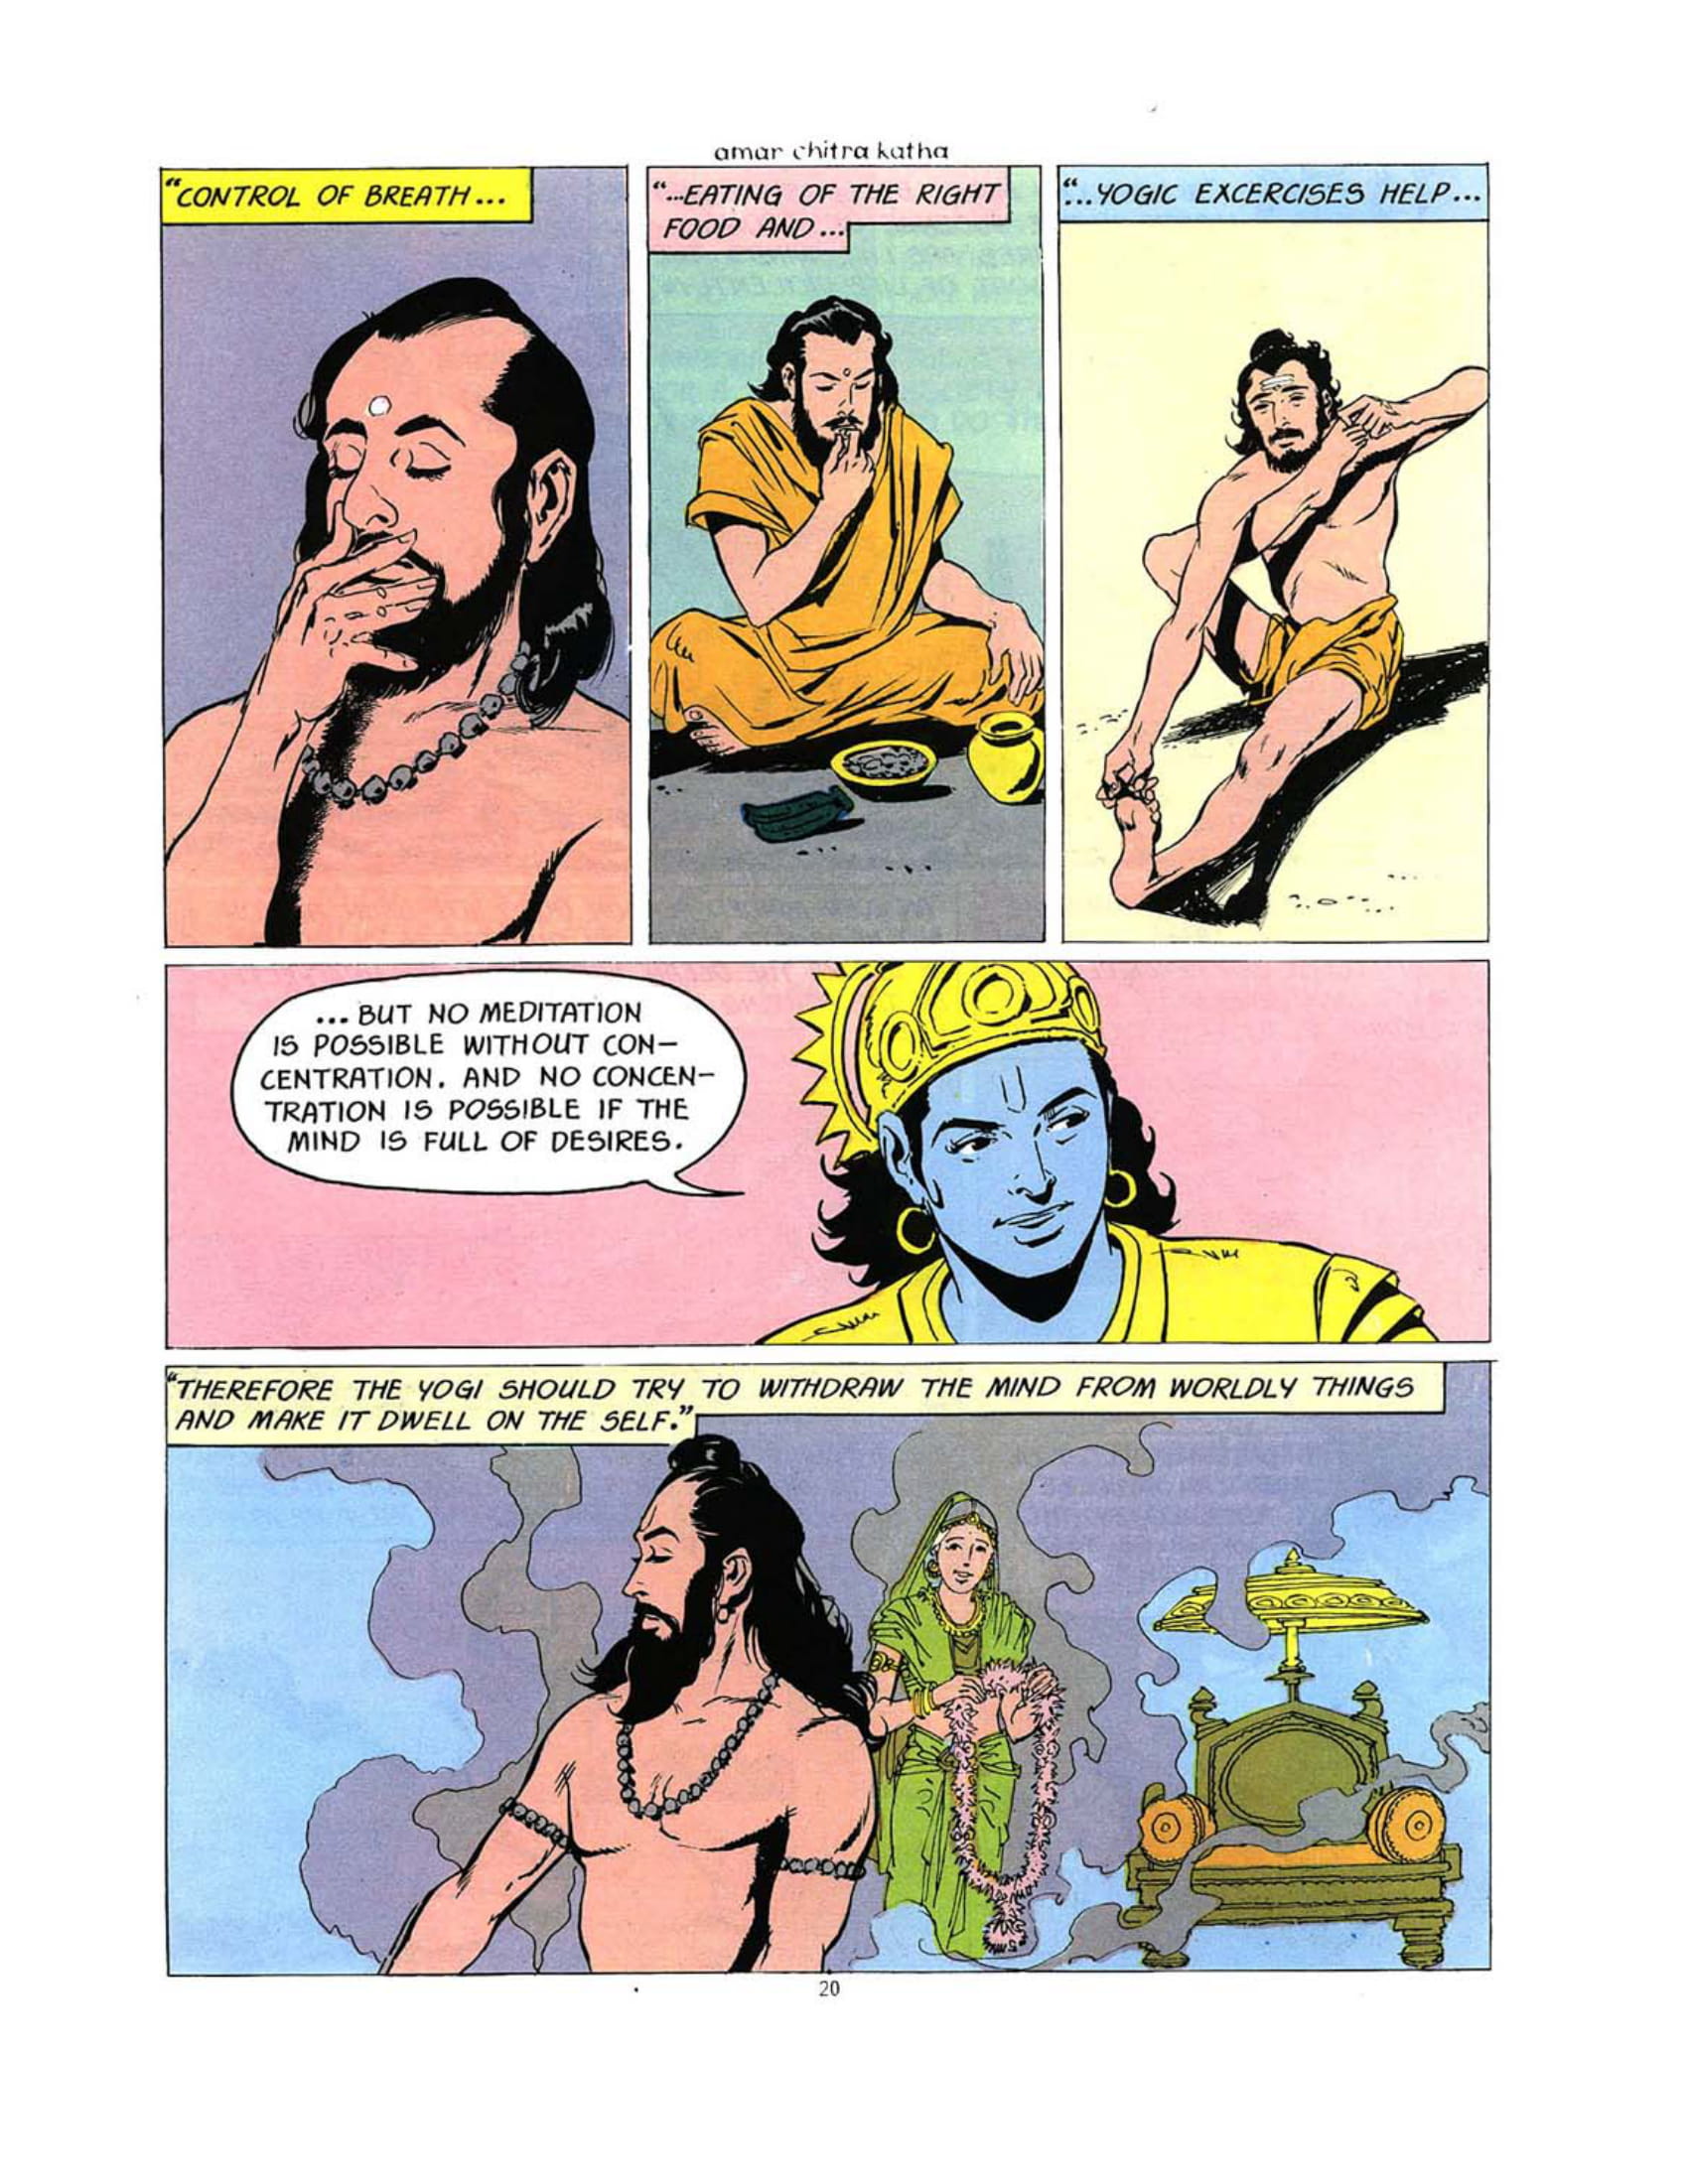 amar chitra katha
"CONTROL OF BREATH...
"...EATING OF THE RIGHT
FOOD AND...
"...YOGIC EXCERCISES HELP...
... BUT NO MEDITATION
IS POSSIBLE WITHOUT CON-
CENTRATION. AND NO CONCEN-
TRATION IS POSSIBLE IF THE
MIND IS FULL OF DESIRES.
"THEREFORE THE YOGI SHOULD TRY TO WITHDRAW THE MIND FROM WORLDLY THINGS
AND MAKE IT DWELL ON THE SELF."
20